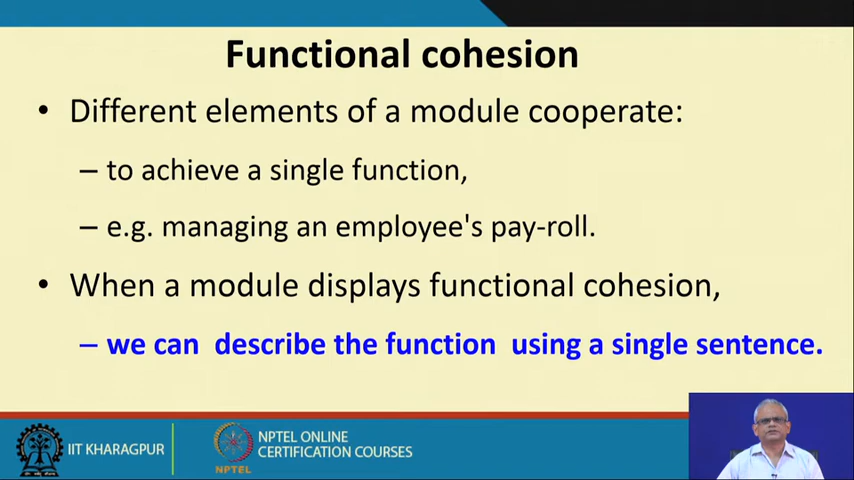 Functional cohesion
• Different elements of a module cooperate:
– to achieve a single function,
– e.g. managing an employee's pay-roll.
• When a module displays functional cohesion,
– we can describe the function using a single sentence.
IIT KHARAGPUR
NPTEL
NPTEL ONLINE
CERTIFICATION COURSES